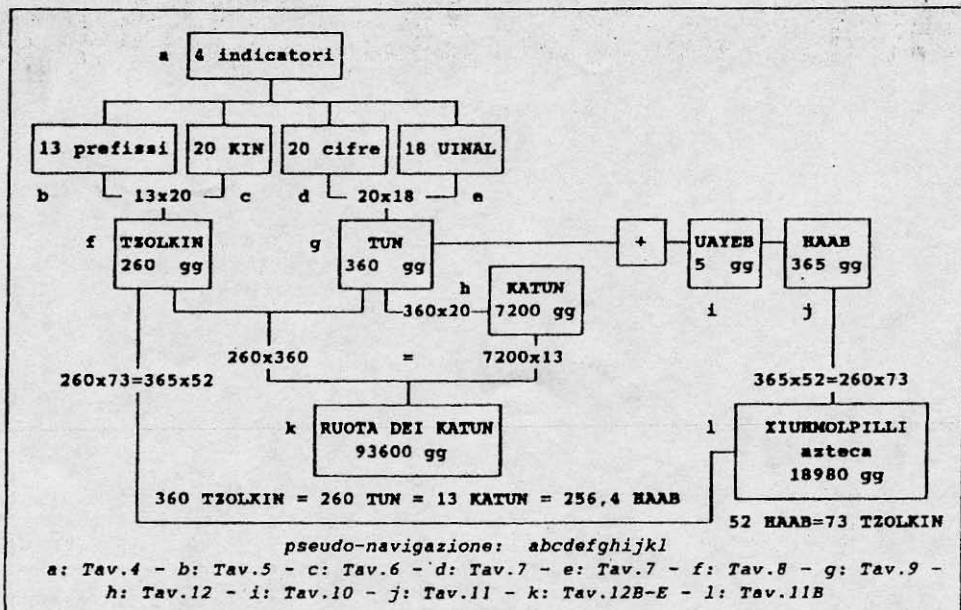 a 4 indicatori
13 prefissi 20 KIN 20 cifre 18 UINAL
b 13x20 c d 20x18 e
f TZOLKIN g TUN + UAYEB HAAB
260 gg 360 gg 5 gg 365 gg
h KATUN
360x20 7200 gg i j
260x360 = 7200x13
260x73=365x52 365x52=260x73
k RUOTA DEI KATUN l XIUHMOLPILLI
93600 gg azteca
18980 gg
360 TZOLKIN = 260 TUN = 13 KATUN = 256,4 HAAB
52 HAAB=73 TZOLKIN
pseudo-navigazione: abcdefghijkl
a: Tav.4 - b: Tav.5 - c: Tav.6 - d: Tav.7 - e: Tav.7 - f: Tav.8 - g: Tav.9 -
h: Tav.12 - i: Tav.10 - j: Tav.11 - k: Tav.12B-E - l: Tav.11B